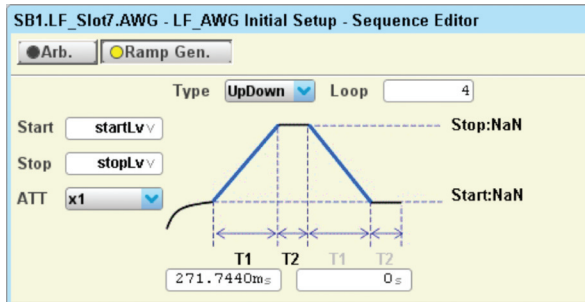 SB1.LF_Slot7.AWG - LF_AWG Initial Setup - Sequence Editor
Arb. Ramp Gen.
Type UpDown Loop 4
Start startLv v Stop:NaN
Stop stopLv v
ATT x1 Start:NaN
T1 T2 T1 T2
271.7440ms 0s